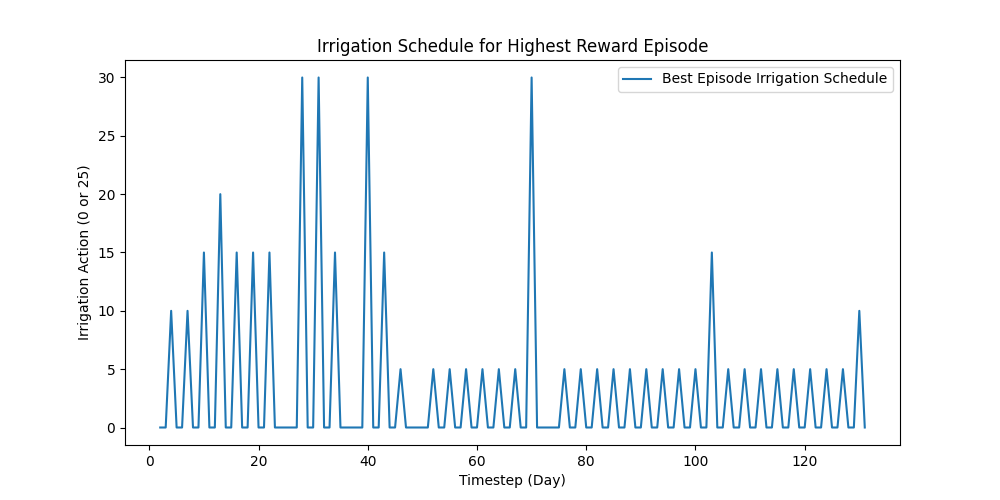 Irrigation Schedule for Highest Reward Episode
Best Episode Irrigation Schedule
Irrigation Action (0 or 25)
30
25
20
15
10
5
0
0 20 40 60 80 100 120
Timestep (Day)